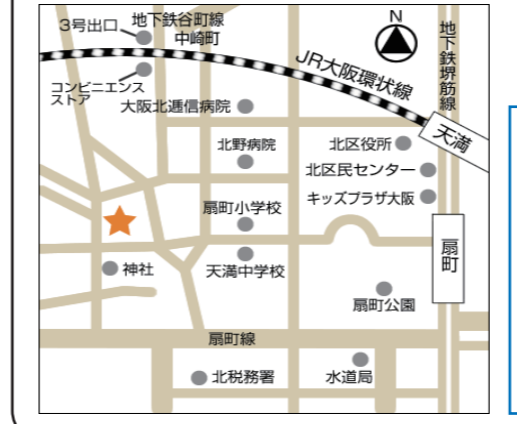 3号出口
地下鉄谷町線
中崎町
N
地下鉄堺筋線
JR大阪環状線
コンビニエンス
ストア
大阪北逓信病院
天満
北野病院
北区役所
北区民センター
キッズプラザ大阪
扇町小学校
扇町
神社
天満中学校
扇町公園
扇町線
北税務署
水道局